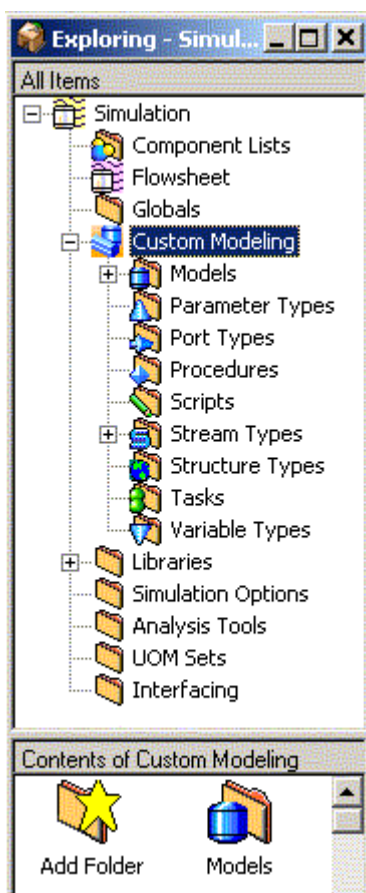 Exploring - Simul...
All Items
Simulation
Component Lists
Flowsheet
Globals
Custom Modeling
Models
Parameter Types
Port Types
Procedures
Scripts
Stream Types
Structure Types
Tasks
Variable Types
Libraries
Simulation Options
Analysis Tools
UOM Sets
Interfacing
Contents of Custom Modeling
Add Folder Models